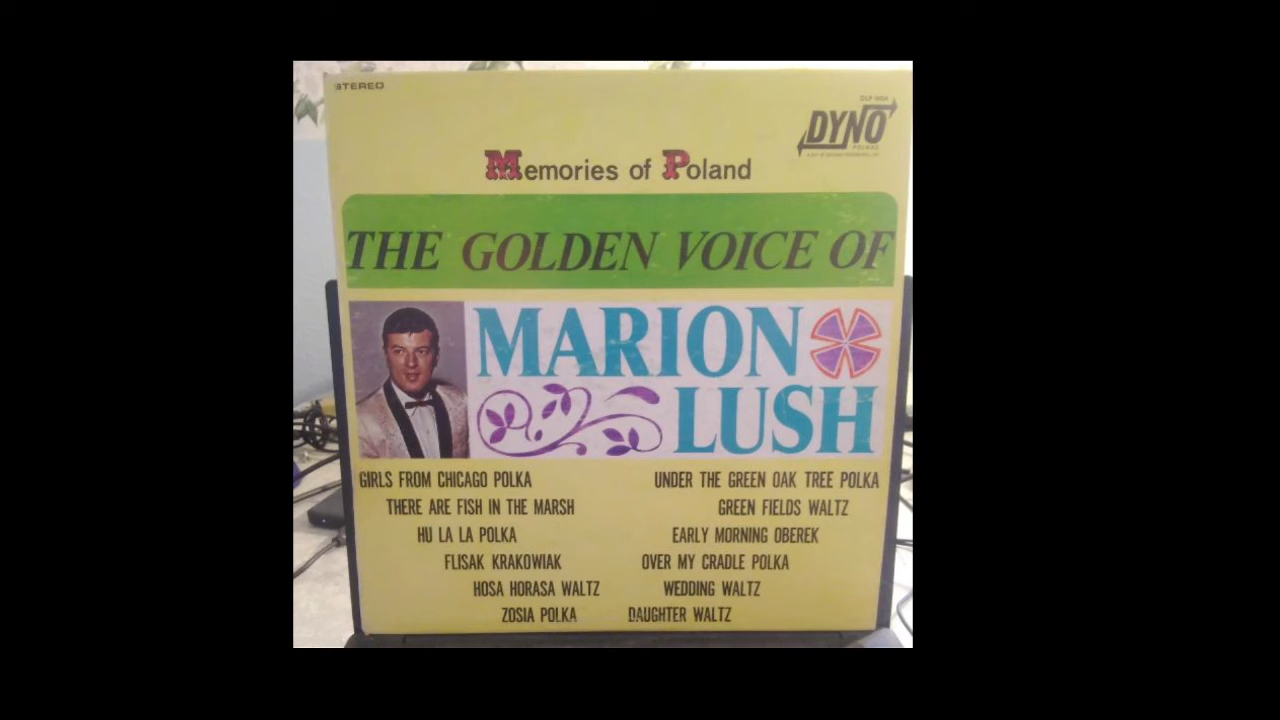 STEREO
DYNO
POLKAS
Memories of Poland
THE GOLDEN VOICE OF
MARION
LUSH
GIRLS FROM CHICAGO POLKA
THERE ARE FISH IN THE MARSH
HU LA LA POLKA
FLISAK KRAKOWIAK
HOSA HORASA WALTZ
ZOSIA POLKA
UNDER THE GREEN OAK TREE POLKA
GREEN FIELDS WALTZ
EARLY MORNING OBEREK
OVER MY CRADLE POLKA
WEDDING WALTZ
DAUGHTER WALTZ